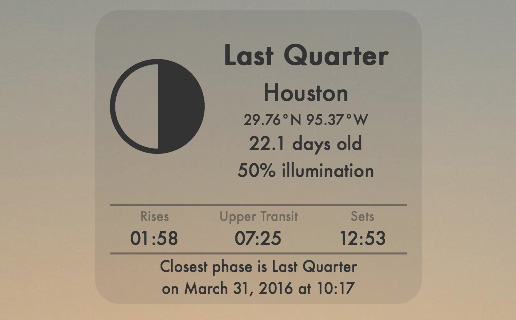 Last Quarter
Houston
29.76°N 95.37°W
22.1 days old
50% illumination
Rises Upper Transit Sets
01:58 07:25 12:53
Closest phase is Last Quarter
on March 31, 2016 at 10:17